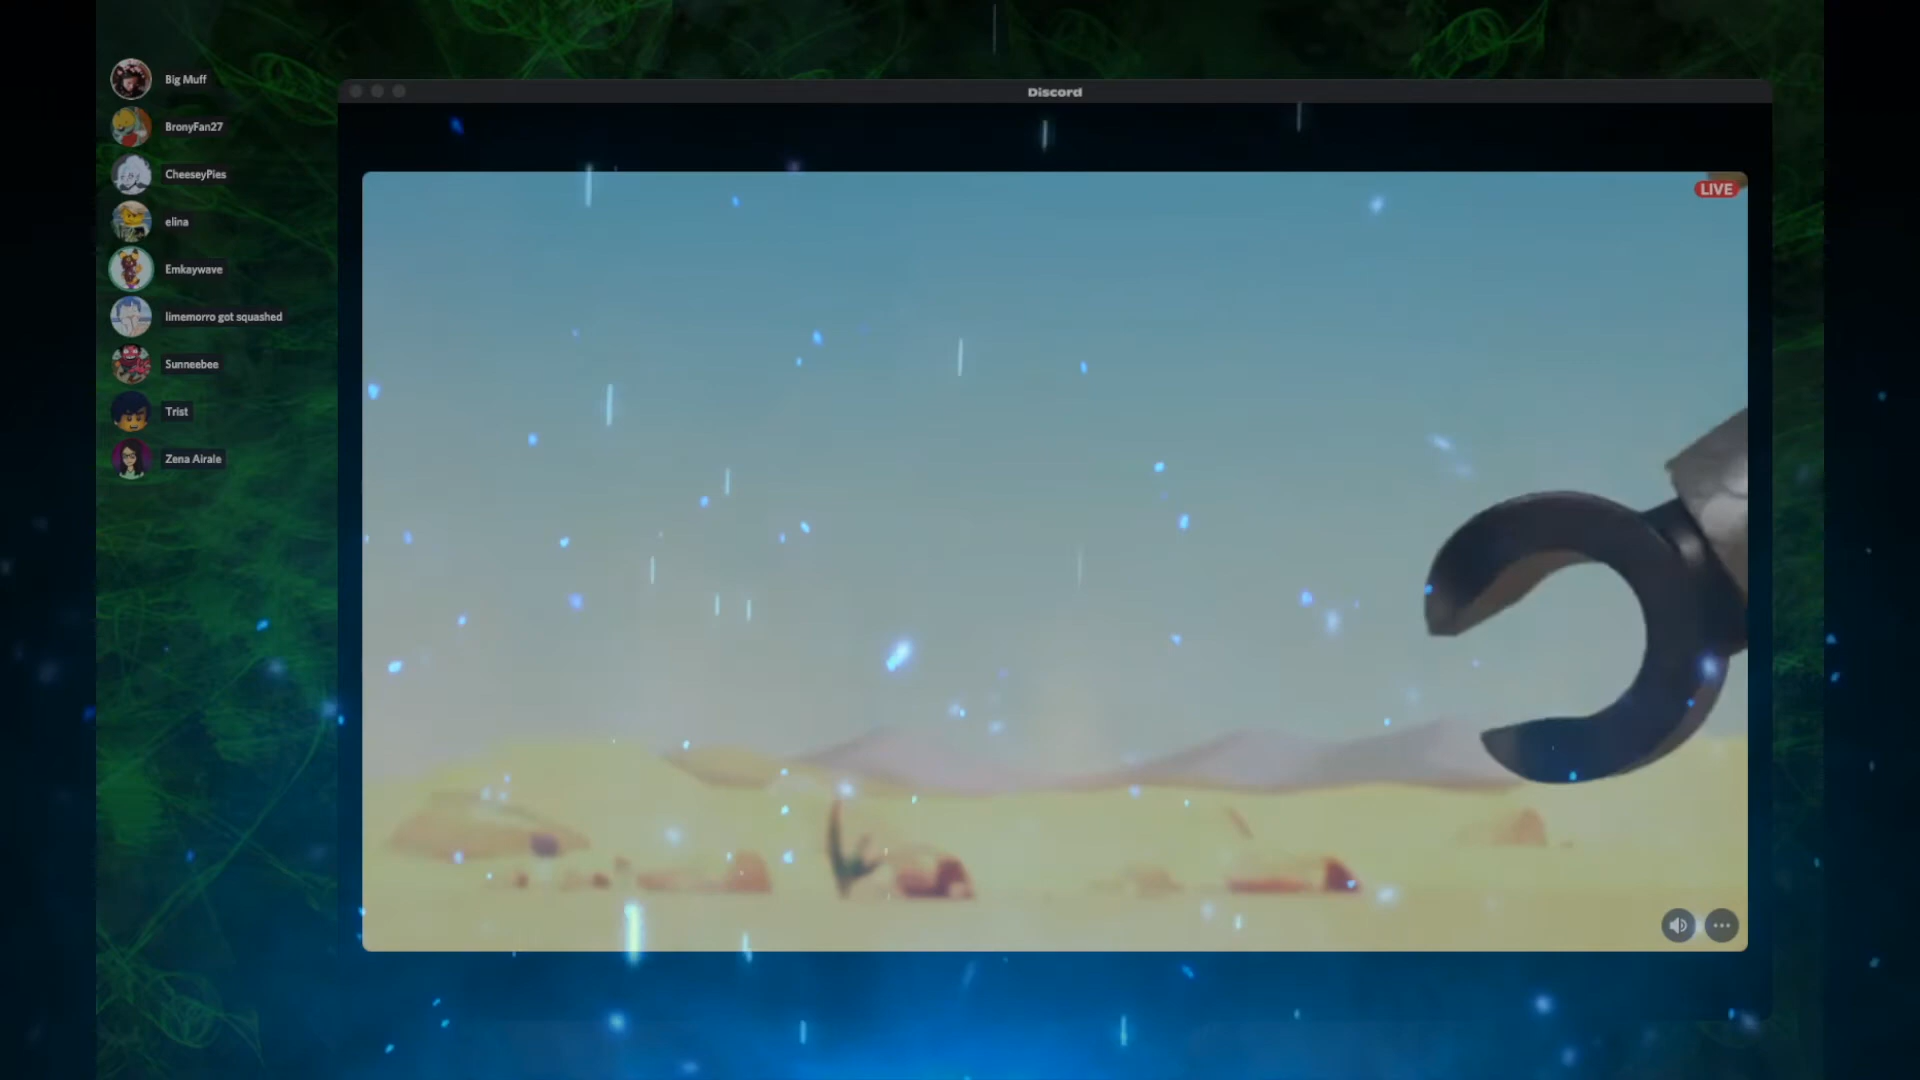 Discord
LIVE
Big Muff
BronyFan27
CheeseyPies
elina
Emkaywave
limemorro got squashed
Sunneebee
Trist
Zena Airale